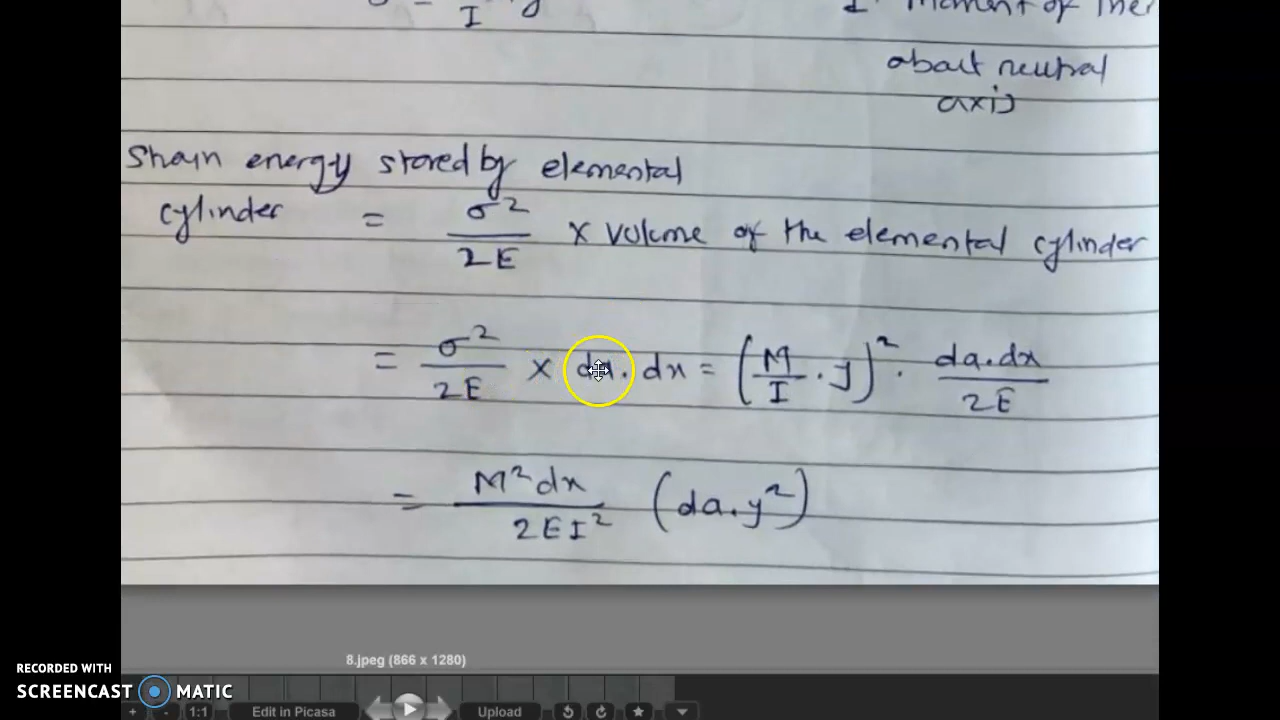 I
about neutral
axis
Strain energy stored by elemental
cylinder = σ²/2E × volume of the elemental cylinder
= σ²/2E × da. dx = (M/I . y)² . da.dx/2E
= M²dx/2EI² (da.y²)
8.jpeg (866 x 1280)
RECORDED WITH
SCREENCAST MATIC
+ - 1:1 Edit in Picasa Upload